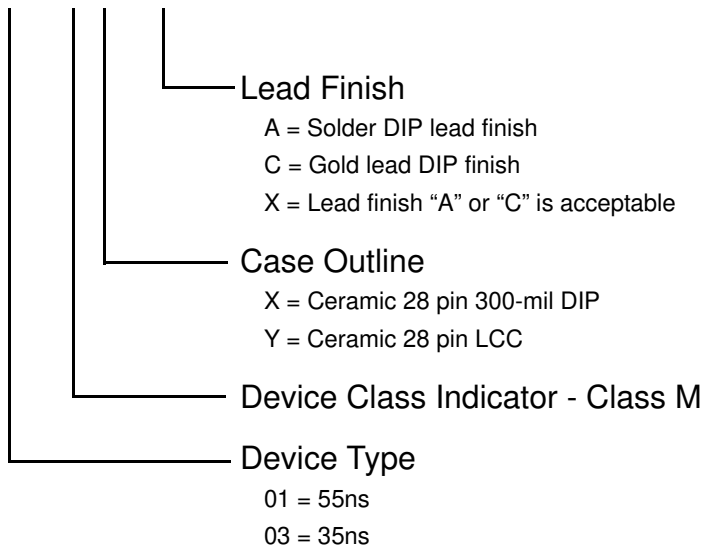 Lead Finish
A = Solder DIP lead finish
C = Gold lead DIP finish
X = Lead finish “A” or “C” is acceptable
Case Outline
X = Ceramic 28 pin 300-mil DIP
Y = Ceramic 28 pin LCC
Device Class Indicator - Class M
Device Type
01 = 55ns
03 = 35ns